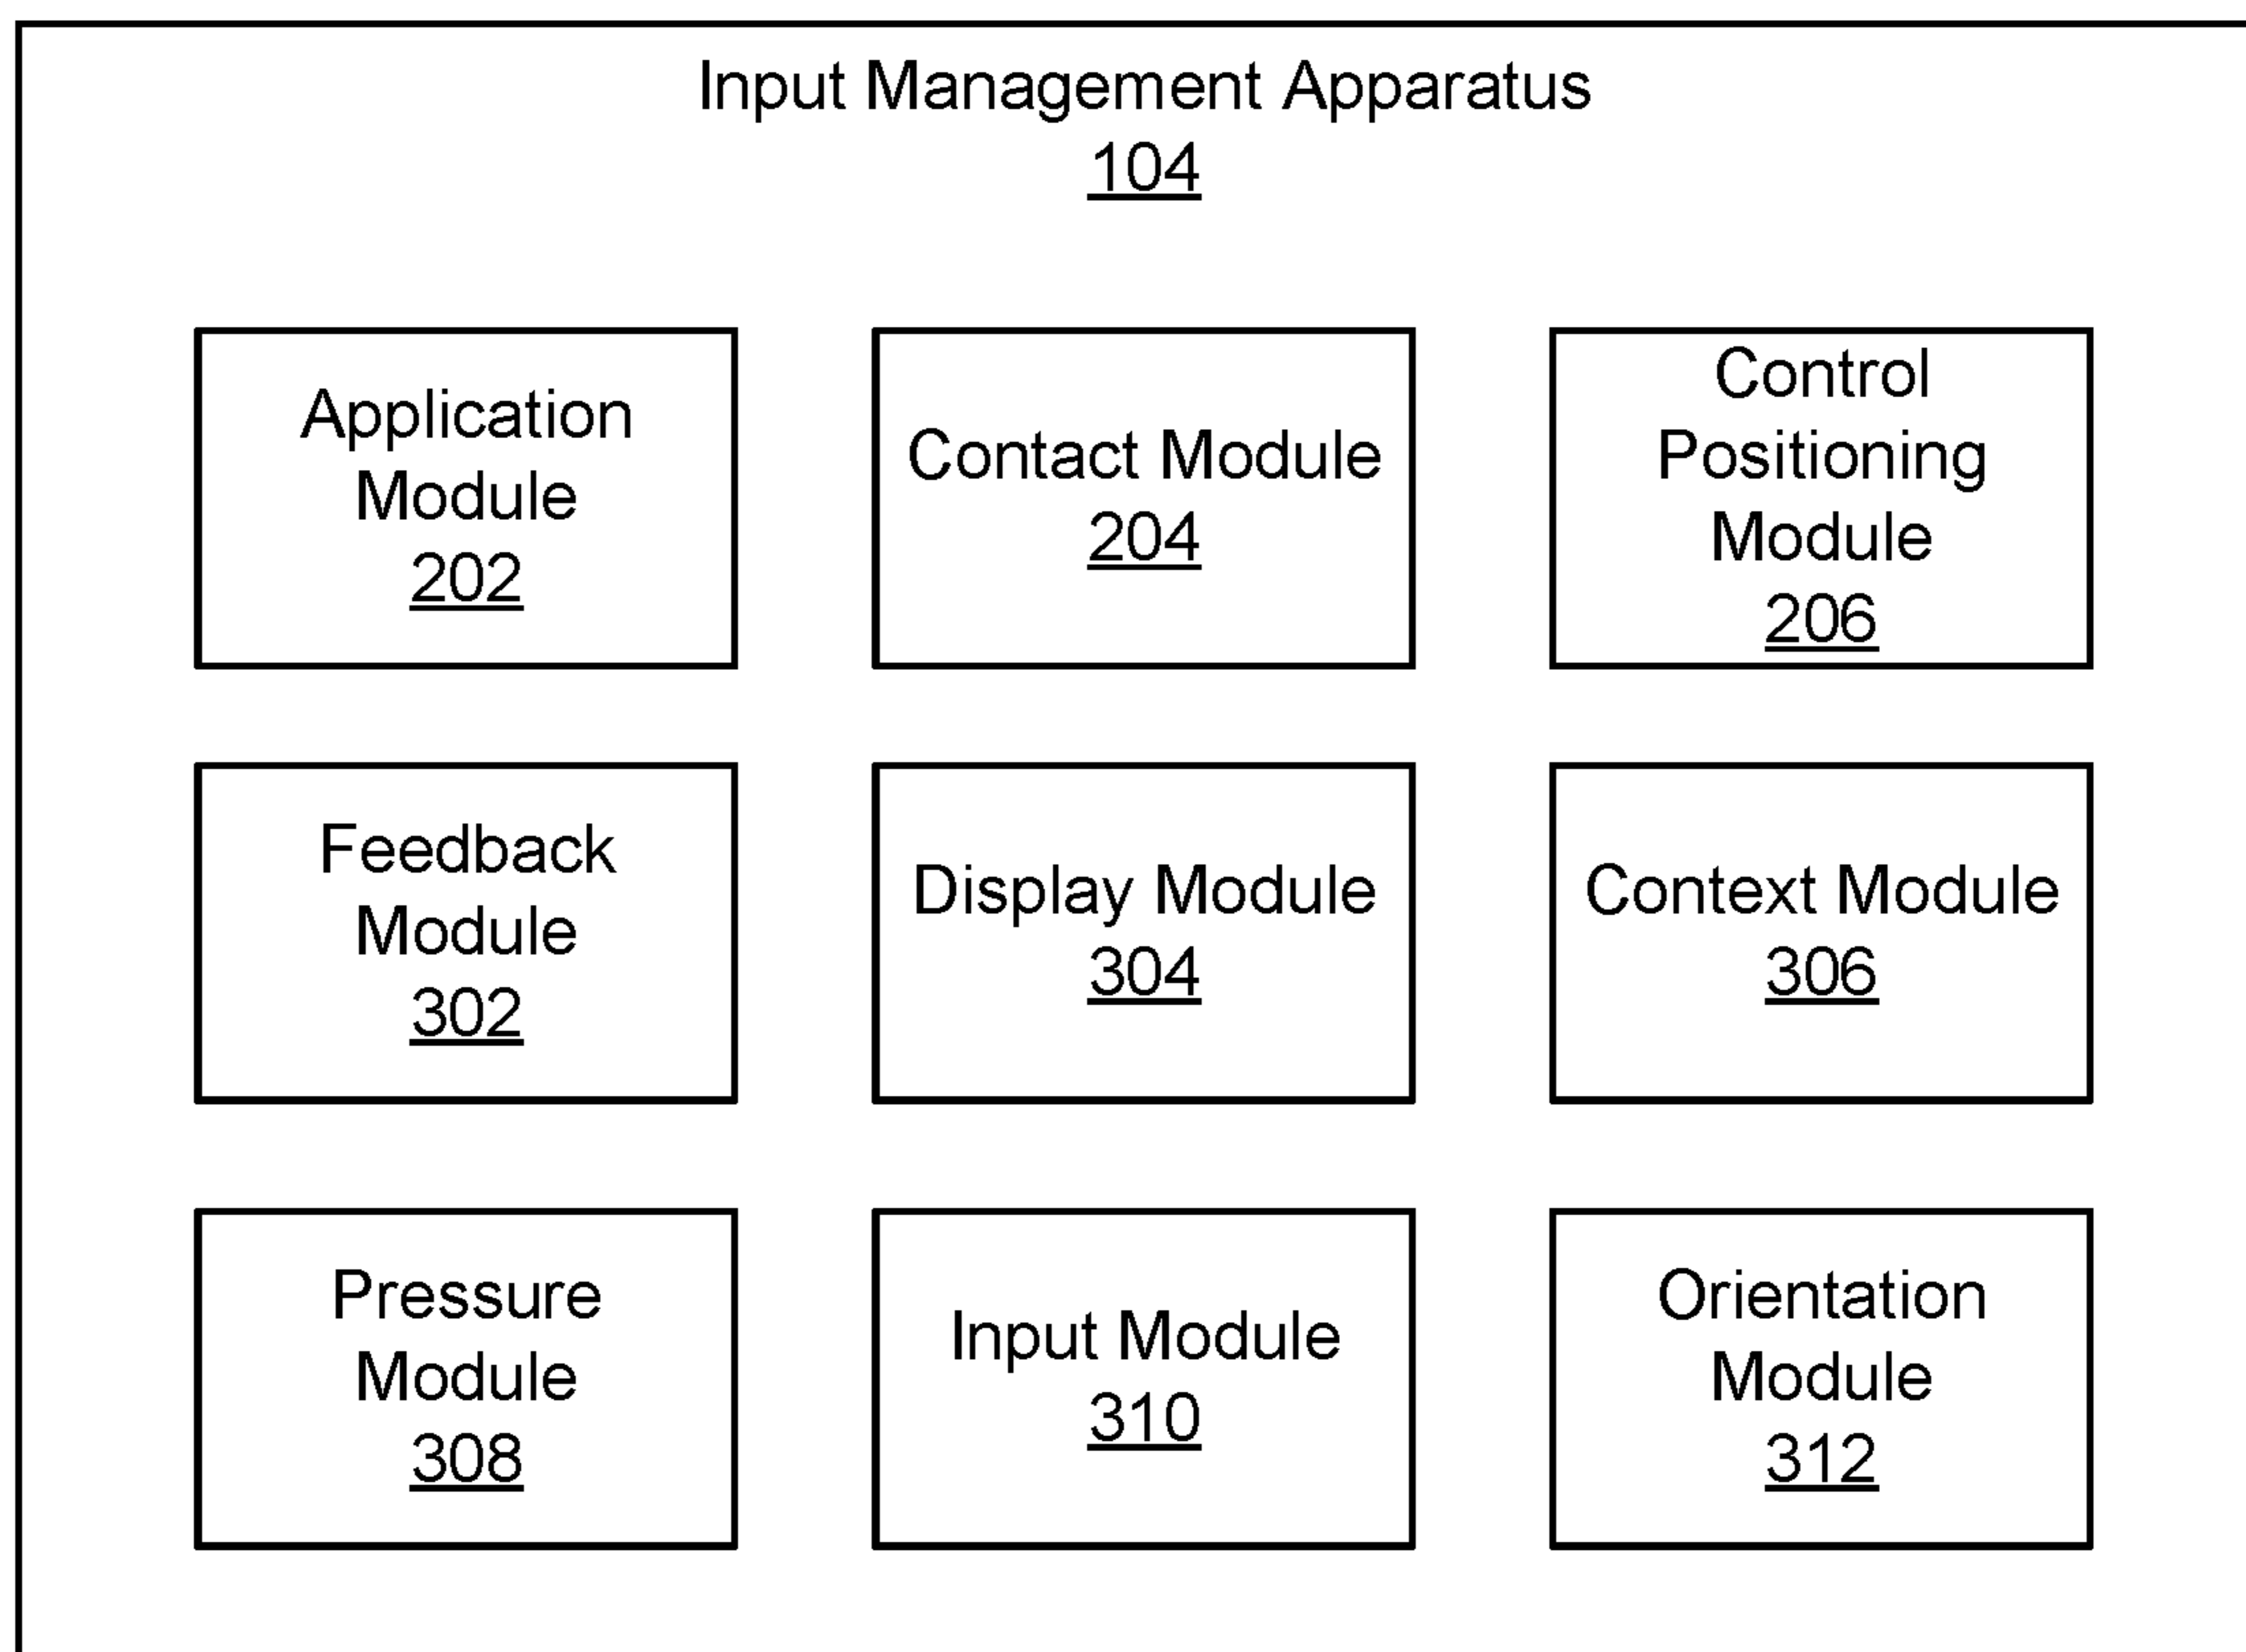 Input Management Apparatus
104
Application
Module
202
Contact Module
204
Control
Positioning
Module
206
Feedback
Module
302
Display Module
304
Context Module
306
Pressure
Module
308
Input Module
310
Orientation
Module
312